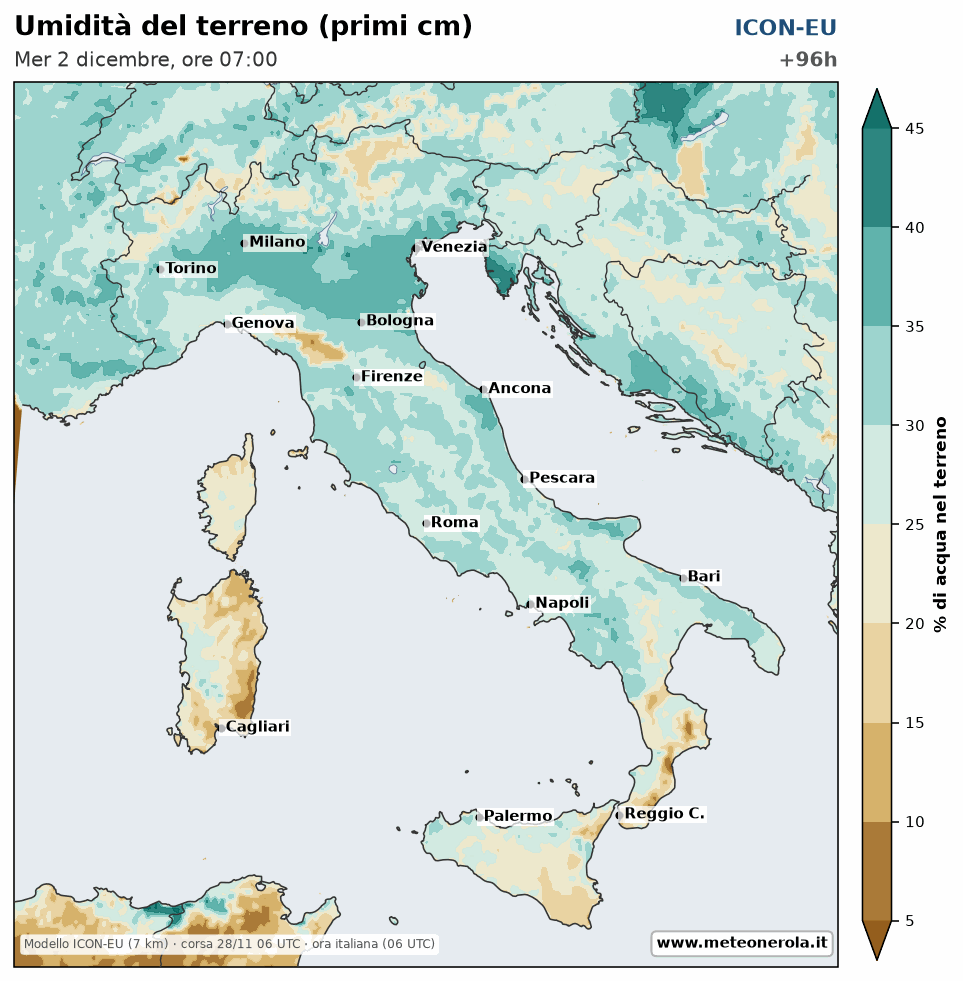 Umidità del terreno (primi cm)
ICON-EU
Mer 2 dicembre, ore 07:00
+96h
Milano
Venezia
Torino
Genova
Bologna
Firenze
Ancona
Pescara
Roma
Bari
Napoli
Cagliari
Palermo
Reggio C.
45
40
35
30
25
20
15
10
5
% di acqua nel terreno
Modello ICON-EU (7 km) · corsa 28/11 06 UTC · ora italiana (06 UTC)
www.meteonerola.it